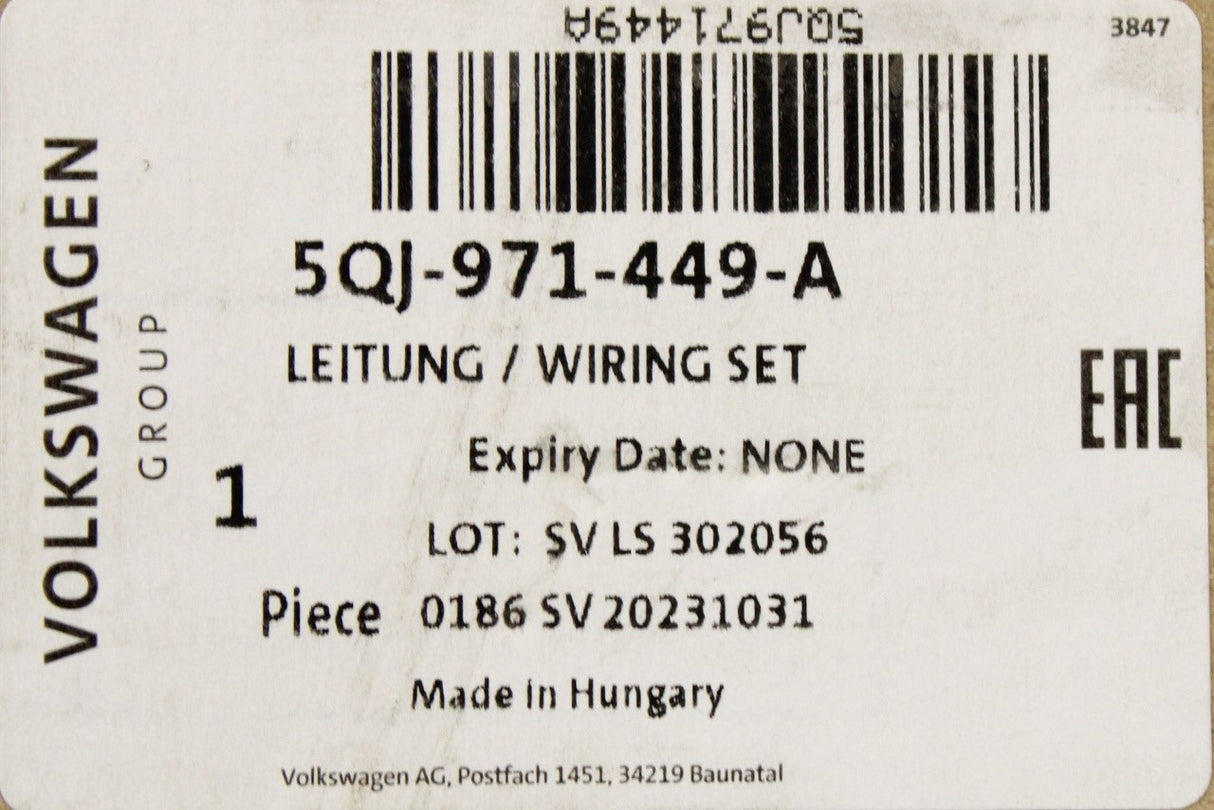 5QJ971449A
3847
VOLKSWAGEN
GROUP
5QJ-971-449-A
LEITUNG / WIRING SET
EAC
Expiry Date: NONE
1
LOT: SV LS 302056
Piece 0186 SV 20231031
Made in Hungary
Volkswagen AG, Postfach 1451, 34219 Baunatal